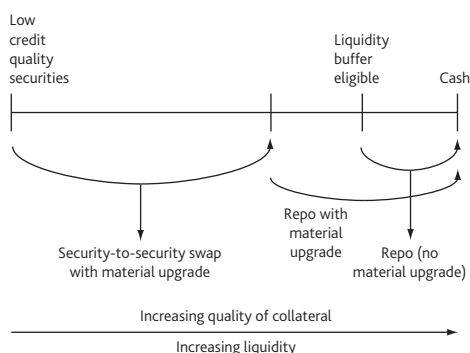 Low
credit
quality
securities
Liquidity
buffer
eligible
Cash
Repo with
material
upgrade
Security-to-security swap
with material upgrade
Repo (no
material upgrade)
Increasing quality of collateral
Increasing liquidity